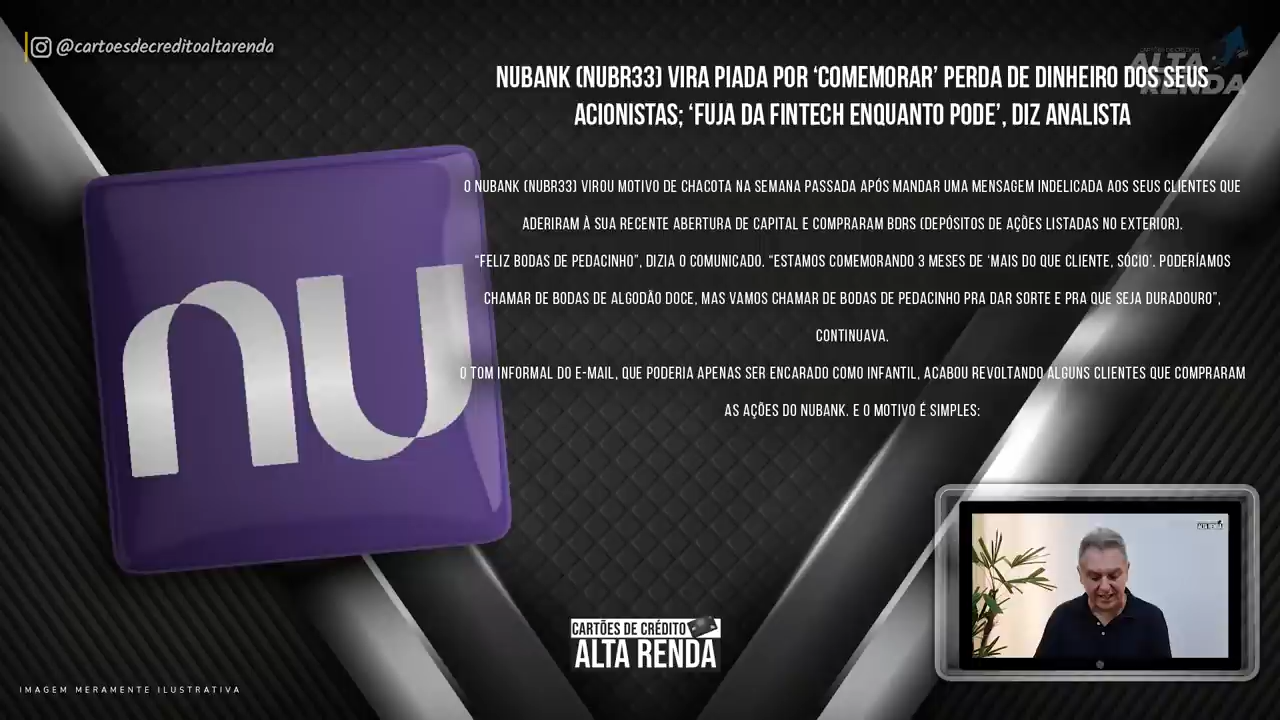 @cartoesdecreditoaltarenda
CARTÕES DE CRÉDITO
ALTA
RENDA
NUBANK (NUBR33) VIRA PIADA POR ‘COMEMORAR’ PERDA DE DINHEIRO DOS SEUS
ACIONISTAS; ‘FUJA DA FINTECH ENQUANTO PODE’, DIZ ANALISTA
O NUBANK (NUBR33) VIROU MOTIVO DE CHACOTA NA SEMANA PASSADA APÓS MANDAR UMA MENSAGEM INDELICADA AOS SEUS CLIENTES QUE
ADERIRAM À SUA RECENTE ABERTURA DE CAPITAL E COMPRARAM BDRS (DEPÓSITOS DE AÇÕES LISTADAS NO EXTERIOR).
“FELIZ BODAS DE PEDACINHO”, DIZIA O COMUNICADO. “ESTAMOS COMEMORANDO 3 MESES DE ‘MAIS DO QUE CLIENTE, SÓCIO’. PODERÍAMOS
CHAMAR DE BODAS DE ALGODÃO DOCE, MAS VAMOS CHAMAR DE BODAS DE PEDACINHO PRA DAR SORTE E PRA QUE SEJA DURADOURO”,
CONTINUAVA.
O TOM INFORMAL DO E-MAIL, QUE PODERIA APENAS SER ENCARADO COMO INFANTIL, ACABOU REVOLTANDO ALGUNS CLIENTES QUE COMPRARAM
AS AÇÕES DO NUBANK. E O MOTIVO É SIMPLES:
nu
ALTA RENDA
CARTÕES DE CRÉDITO
ALTA RENDA
IMAGEM MERAMENTE ILUSTRATIVA